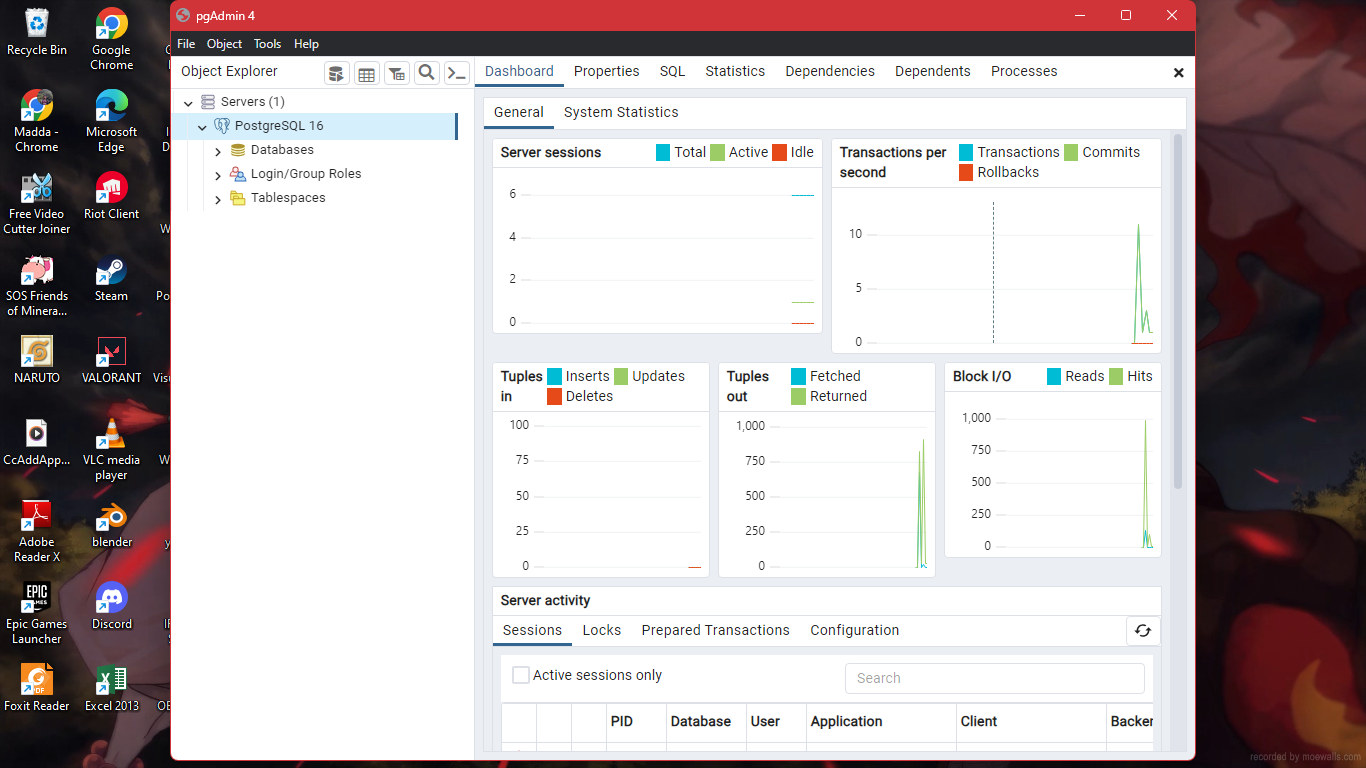 pgAdmin 4
File Object Tools Help
Object Explorer
Dashboard Properties SQL Statistics Dependencies Dependents Processes
Servers (1)
PostgreSQL 16
Databases
Login/Group Roles
Tablespaces
General System Statistics
Server sessions
Total Active Idle
6
4
2
0
Transactions per
second
Transactions Commits
Rollbacks
10
5
0
Tuples
in
Inserts Updates
Deletes
100
75
50
25
0
Tuples
out
Fetched
Returned
1,000
750
500
250
0
Block I/O
Reads Hits
1,000
750
500
250
0
Server activity
Sessions Locks Prepared Transactions Configuration
Active sessions only
Search
PID Database User Application Client Backen
Recycle Bin
Google
Chrome
Madda -
Chrome
Microsoft
Edge
Free Video
Cutter Joiner
Riot Client
SOS Friends
of Minera...
Steam
NARUTO
VALORANT
CcAddApp...
VLC media
player
Adobe
Reader X
blender
Epic Games
Launcher
EPIC
GAMES
Discord
Foxit Reader
PDF
Excel 2013
recorded by moewalls.com